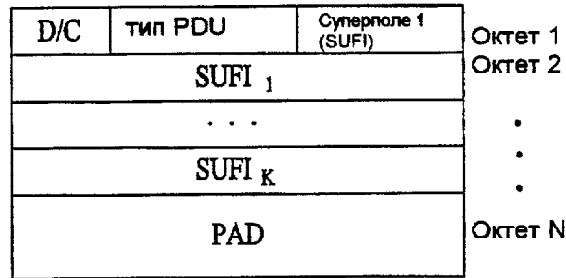 D/C тип PDU Суперполе 1 (SUFI) Октет 1
SUFI 1 Октет 2
. . .
SUFI K
PAD Октет N